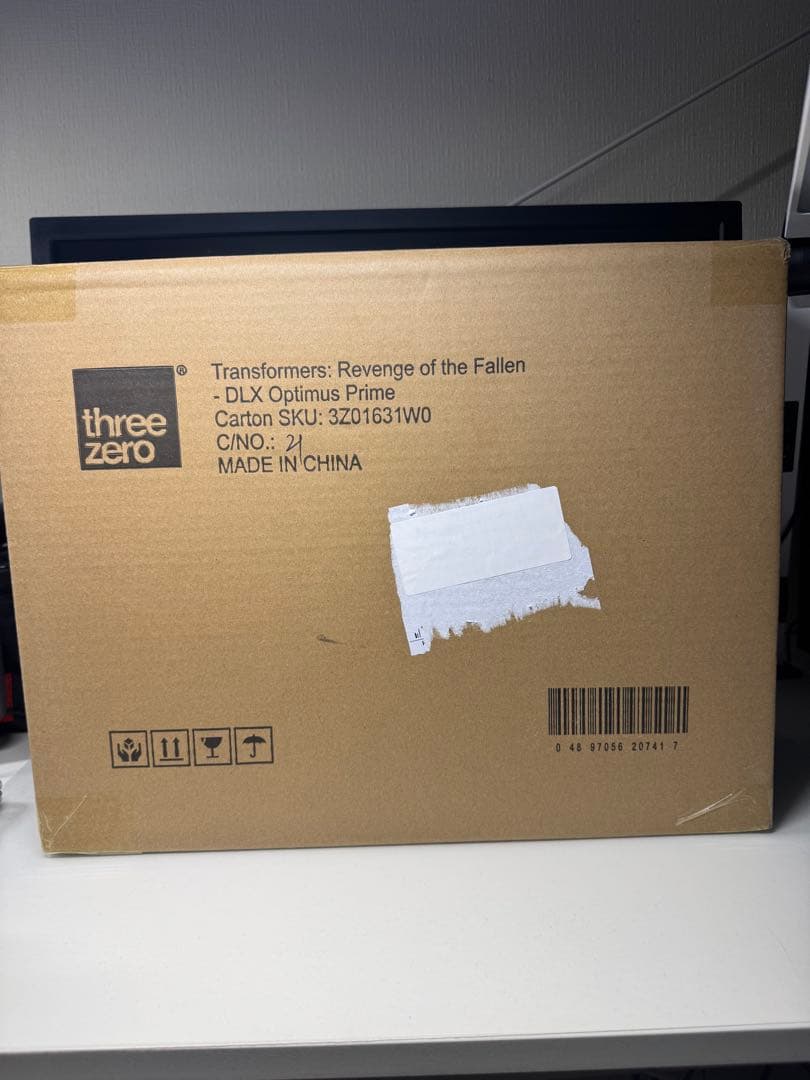 three
zero
®
Transformers: Revenge of the Fallen
- DLX Optimus Prime
Carton SKU: 3Z01631W0
C/NO.: 21
MADE IN CHINA
0 48 97056 20741 7